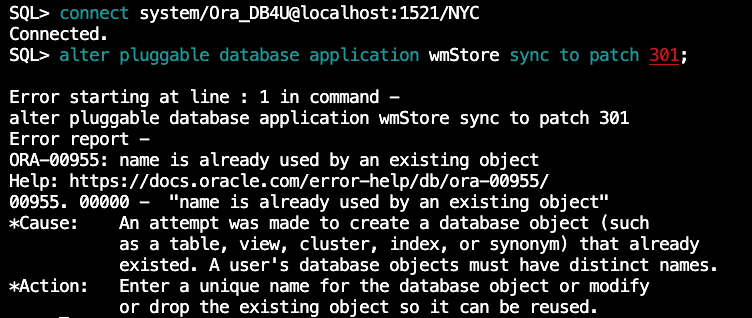 SQL> connect system/Ora_DB4U@localhost:1521/NYC
Connected.
SQL> alter pluggable database application wmStore sync to patch 301;
Error starting at line : 1 in command -
alter pluggable database application wmStore sync to patch 301
Error report -
ORA-00955: name is already used by an existing object
Help: https://docs.oracle.com/error-help/db/ora-00955/
00955. 00000 -  "name is already used by an existing object"
*Cause:    An attempt was made to create a database object (such
           as a table, view, cluster, index, or synonym) that already
           existed. A user's database objects must have distinct names.
*Action:   Enter a unique name for the database object or modify
           or drop the existing object so it can be reused.